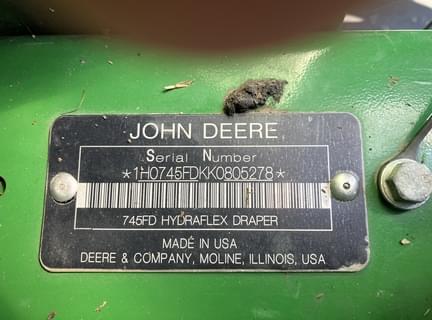 JOHN DEERE
Serial Number
*1H0745FDKK0805278*
745FD HYDRAFLEX DRAPER
MADE IN USA
DEERE & COMPANY, MOLINE, ILLINOIS, USA